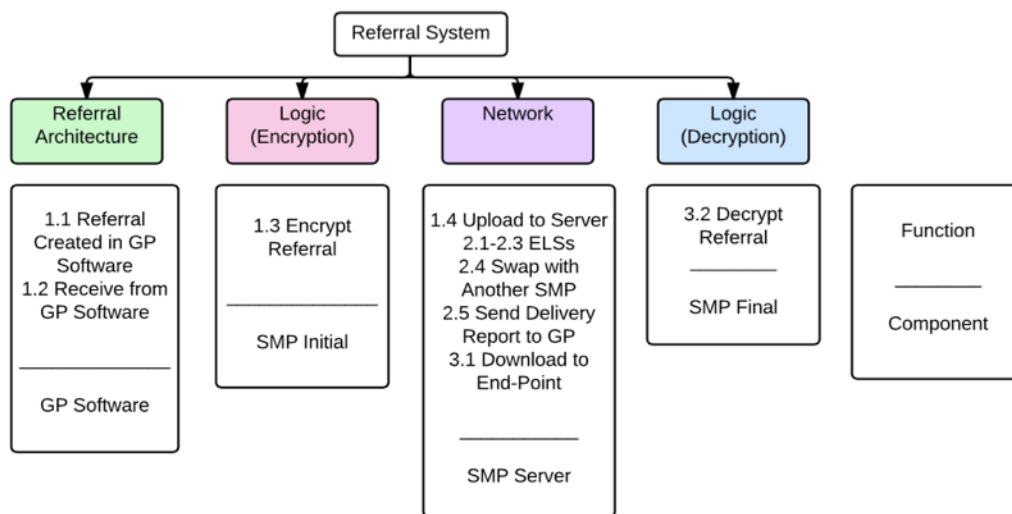 Referral System
Referral
Architecture
Logic
(Encryption)
Network
Logic
(Decryption)
1.1 Referral
Created in GP
Software
1.2 Receive from
GP Software
GP Software
1.3 Encrypt
Referral
SMP Initial
1.4 Upload to Server
2.1-2.3 ELSs
2.4 Swap with
Another SMP
2.5 Send Delivery
Report to GP
3.1 Download to
End-Point
SMP Server
3.2 Decrypt
Referral
SMP Final
Function
Component